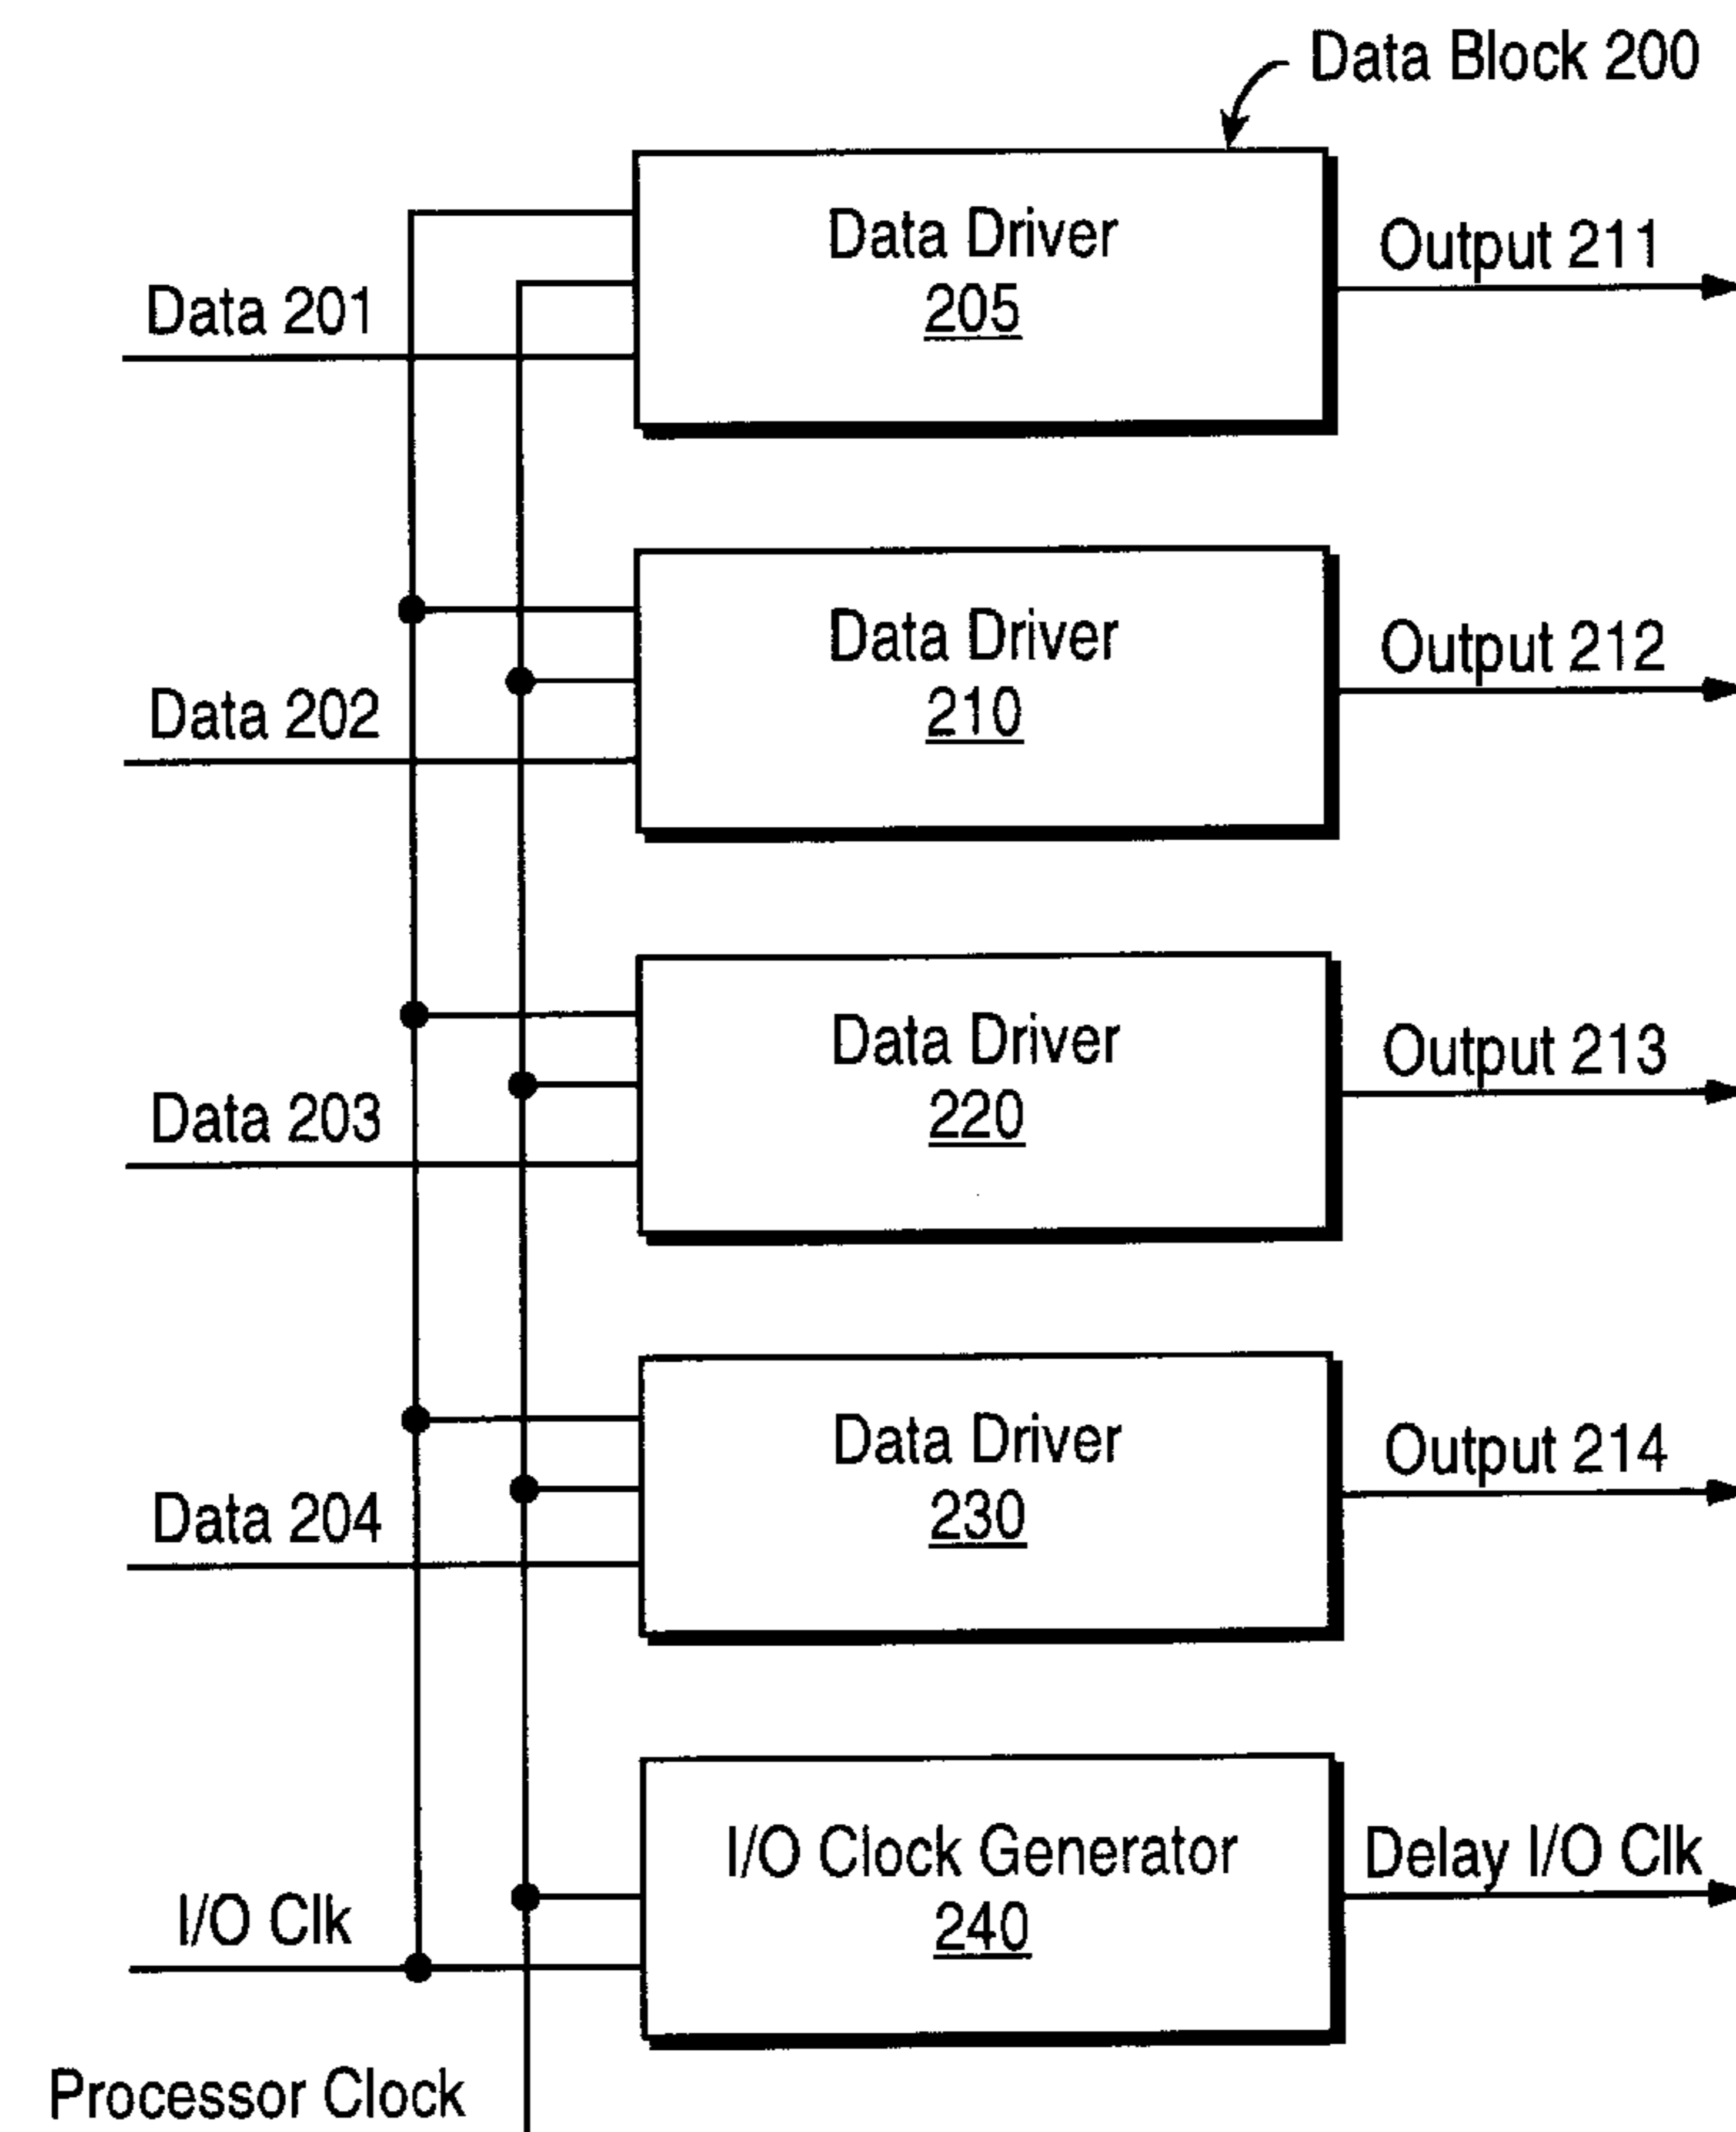 Data Block 200
Data Driver
205
Output 211
Data 201
Data Driver
210
Output 212
Data 202
Data Driver
220
Output 213
Data 203
Data Driver
230
Output 214
Data 204
I/O Clock Generator
240
Delay I/O Clk
I/O Clk
Processor Clock